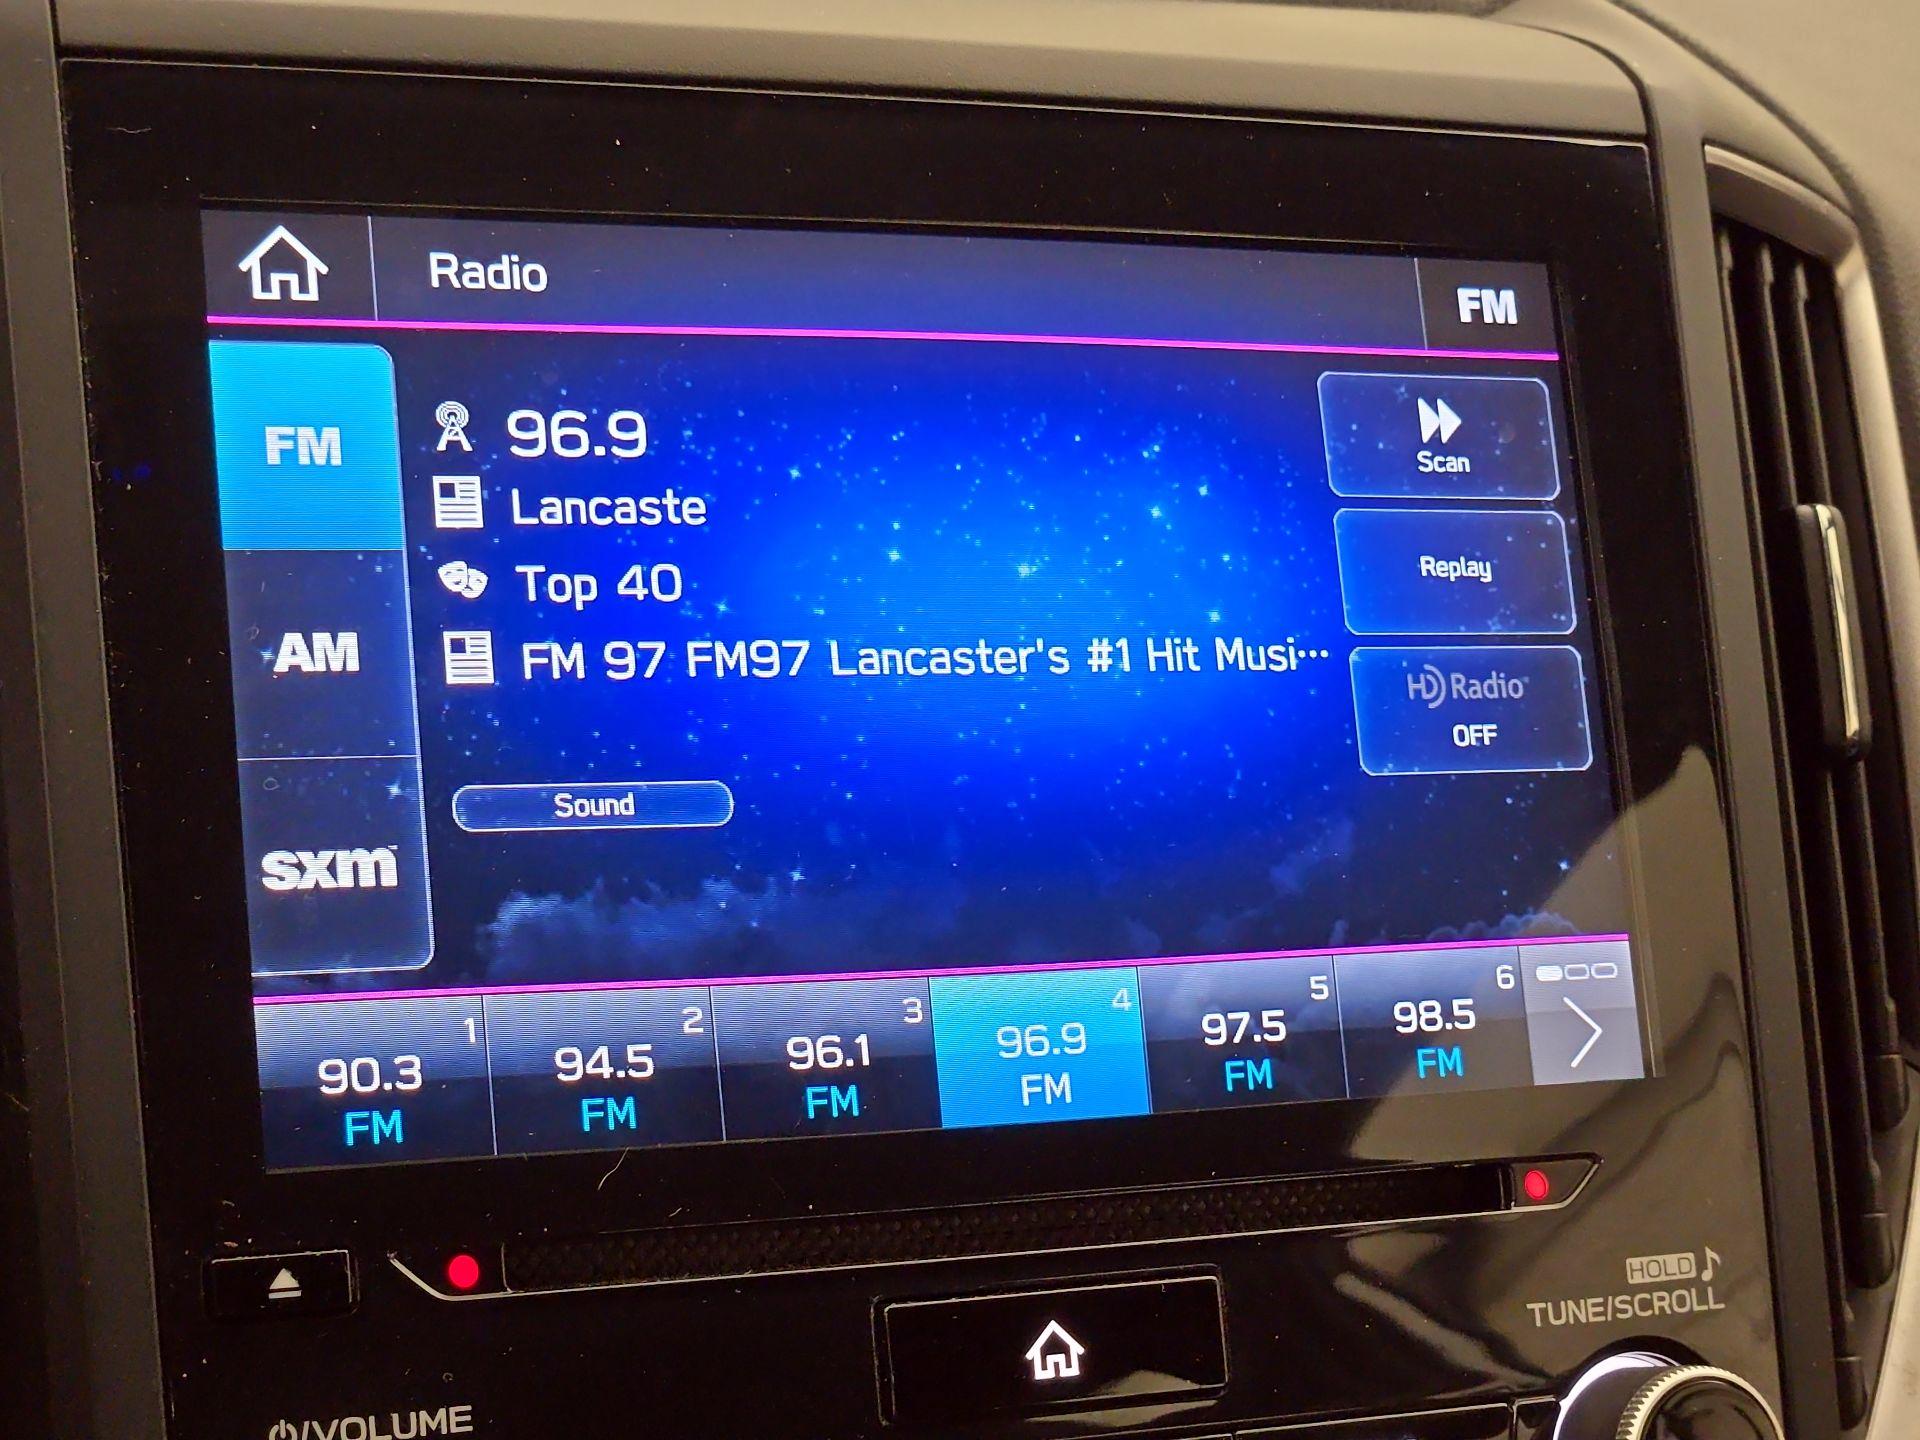 Radio
FM
FM
96.9
Scan
Lancaste
Replay
Top 40
AM
FM 97 FM97 Lancaster's #1 Hit Musi...
HD Radio
OFF
Sound
sxm
1
90.3
FM
2
94.5
FM
3
96.1
FM
4
96.9
FM
5
97.5
FM
6
98.5
FM
HOLD
TUNE/SCROLL
/VOLUME